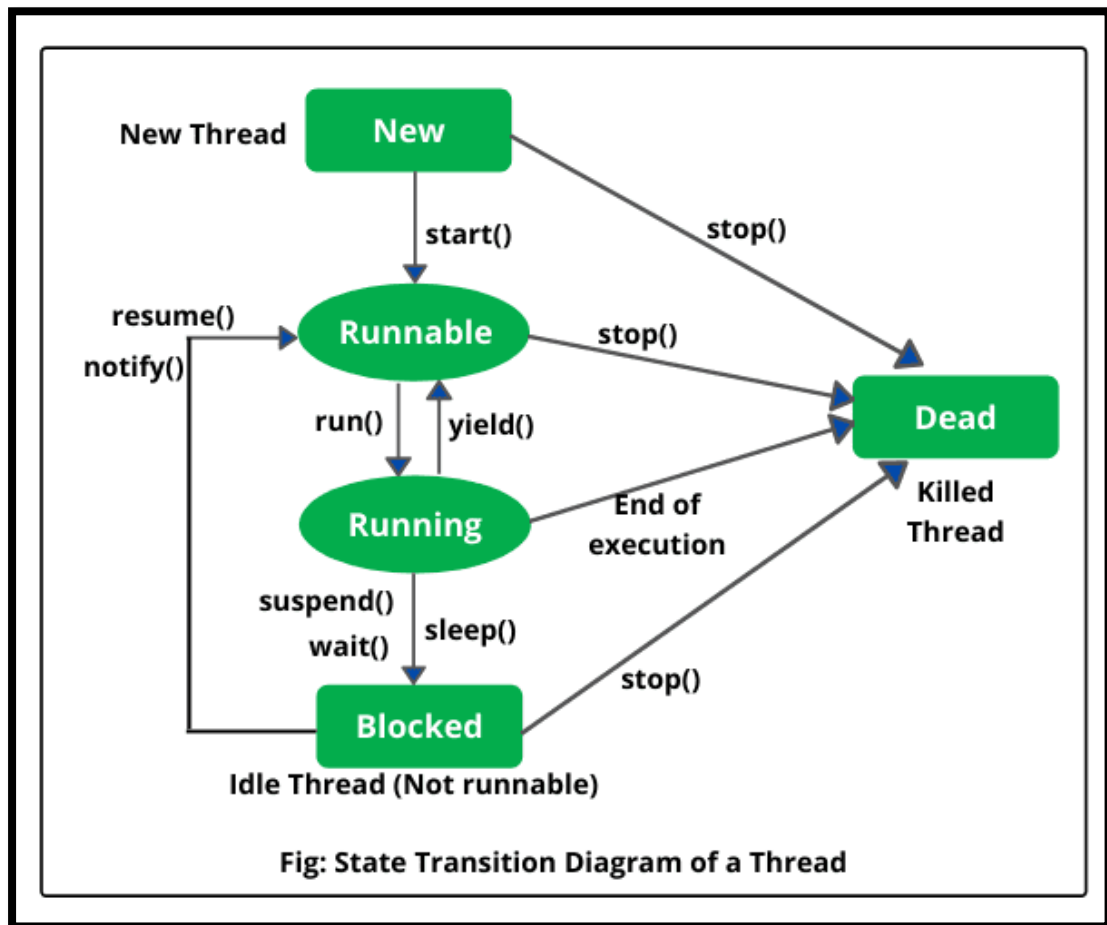 New Thread
New
start()
stop()
resume()
notify()
Runnable
stop()
run()
yield()
Dead
Killed
Thread
Running
End of
execution
suspend()
wait()
sleep()
stop()
Blocked
Idle Thread (Not runnable)
Fig: State Transition Diagram of a Thread